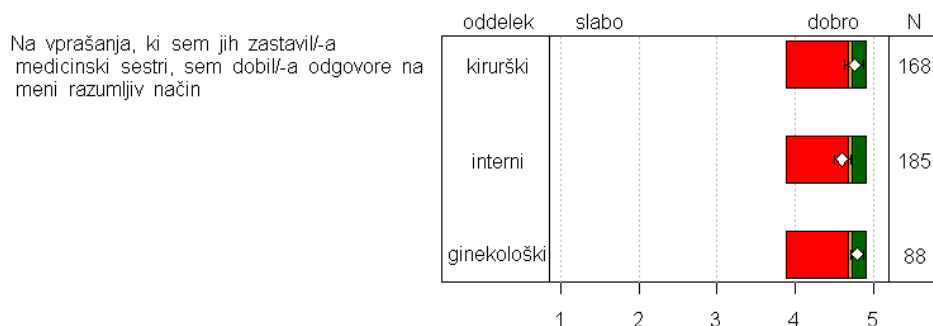 oddelek slabo dobro N
Na vprašanja, ki sem jih zastavil/-a
medicinski sestri, sem dobil/-a odgovore na
meni razumljiv način
kirurški 168
interni 185
ginekološki 88
1 2 3 4 5